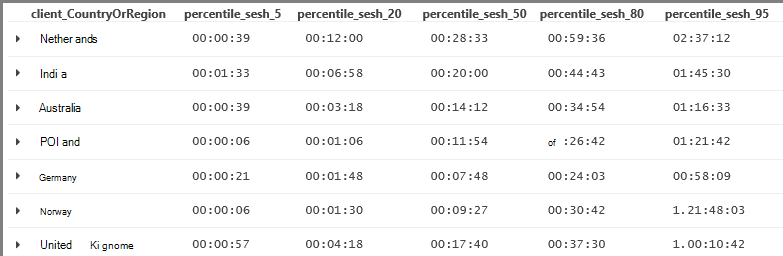 client_CountryOrRegion percentile_sesh_5 percentile_sesh_20 percentile_sesh_50 percentile_sesh_80 percentile_sesh_95
Nether ands 00:00:39 00:12:00 00:28:33 00:59:36 02:37:12
Indi a 00:01:33 00:06:58 00:20:00 00:44:43 01:45:30
Australia 00:00:39 00:03:18 00:14:12 00:34:54 01:16:33
POI and 00:00:06 00:01:06 00:11:54 of :26:42 01:21:42
Germany 00:00:21 00:01:48 00:07:48 00:24:03 00:58:09
Norway 00:00:06 00:01:30 00:09:27 00:30:42 1.21:48:03
United Ki gnome 00:00:57 00:04:18 00:17:40 00:37:30 1.00:10:42